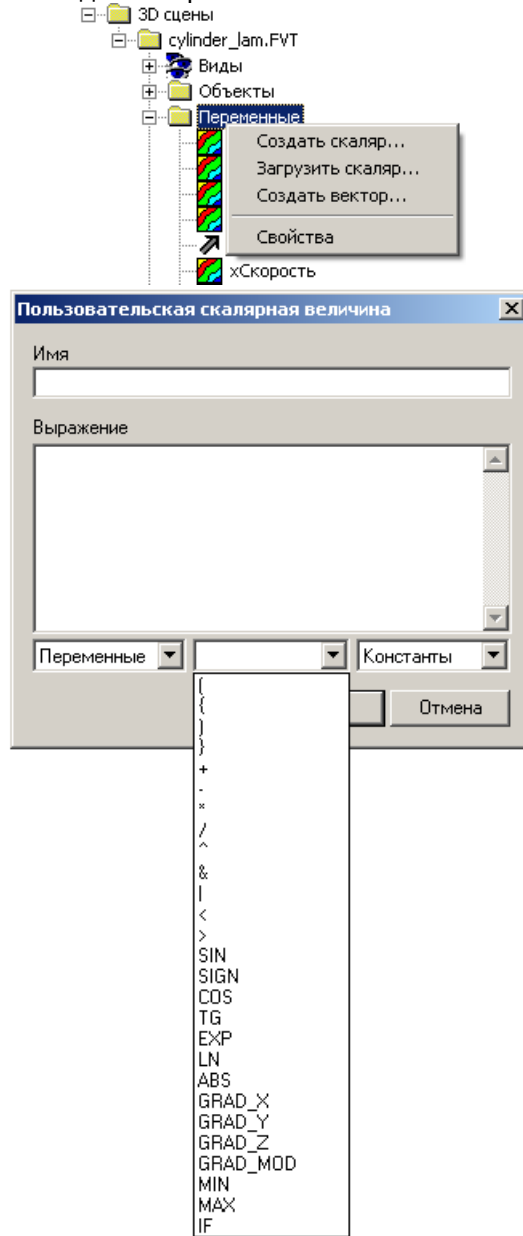 3D сцены
cylinder_lam.FVT
Виды
Объекты
Переменные
Создать скаляр...
Загрузить скаляр...
Создать вектор...
Свойства
xСкорость
Пользовательская скалярная величина
Имя
Выражение
Переменные
Константы
Отмена
(
{
)
}
+
-
*
/
^
&
|
<
>
SIN
SIGN
COS
TG
EXP
LN
ABS
GRAD_X
GRAD_Y
GRAD_Z
GRAD_MOD
MIN
MAX
IF